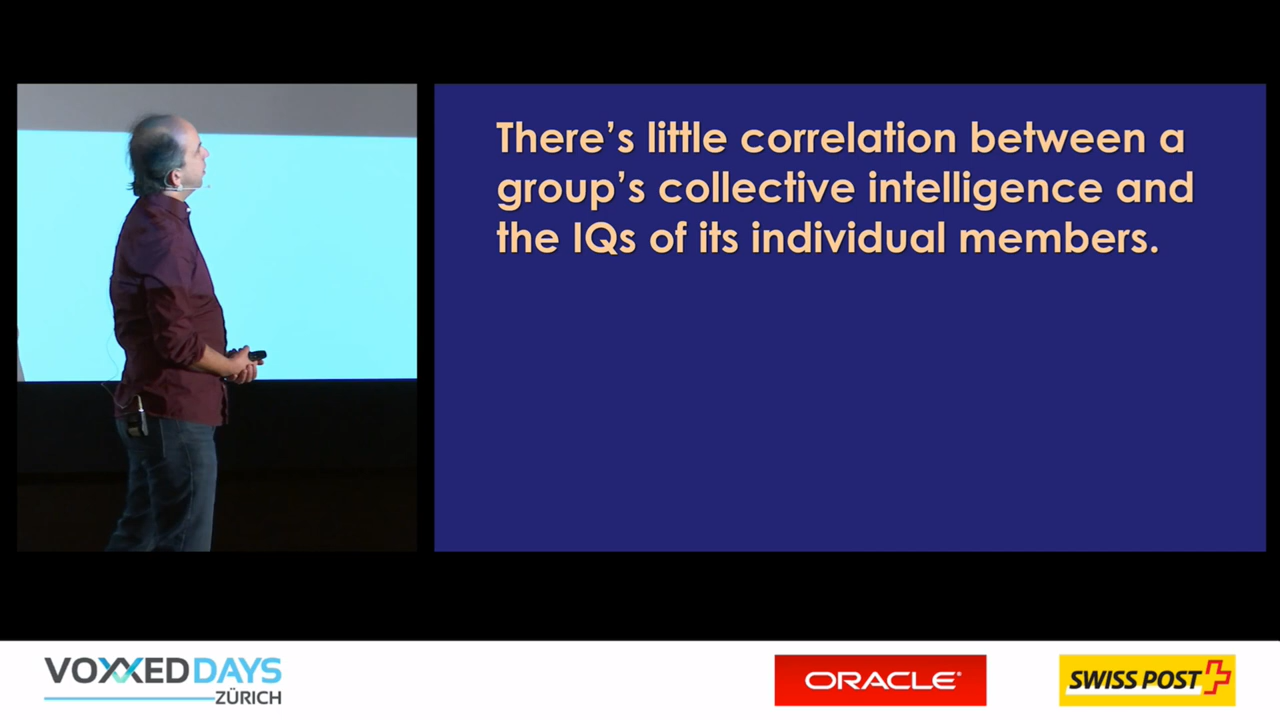 There's little correlation between a
group's collective intelligence and
the IQs of its individual members.
VOXXED DAYS
ZÜRICH
ORACLE®
SWISS POST